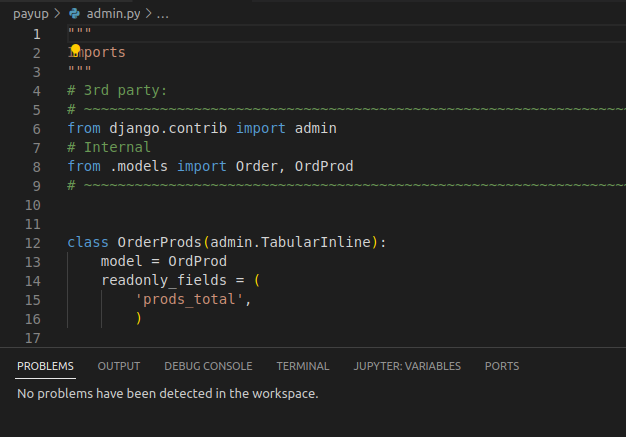 payup > admin.py > ...
1 """
2 Imports
3 """
4 # 3rd party:
5 # ~~~~~~~~~~~~~~~~~~~~~~~~~~~~~~~~~~~~~~~~~~~~~~~~~~~~~~~~~~~~~~~~~
6 from django.contrib import admin
7 # Internal
8 from .models import Order, OrdProd
9 # ~~~~~~~~~~~~~~~~~~~~~~~~~~~~~~~~~~~~~~~~~~~~~~~~~~~~~~~~~~~~~~~~~
10
11
12 class OrderProds(admin.TabularInline):
13     model = OrdProd
14     readonly_fields = (
15         'prods_total',
16         )
17
PROBLEMS OUTPUT DEBUG CONSOLE TERMINAL JUPYTER: VARIABLES PORTS
No problems have been detected in the workspace.